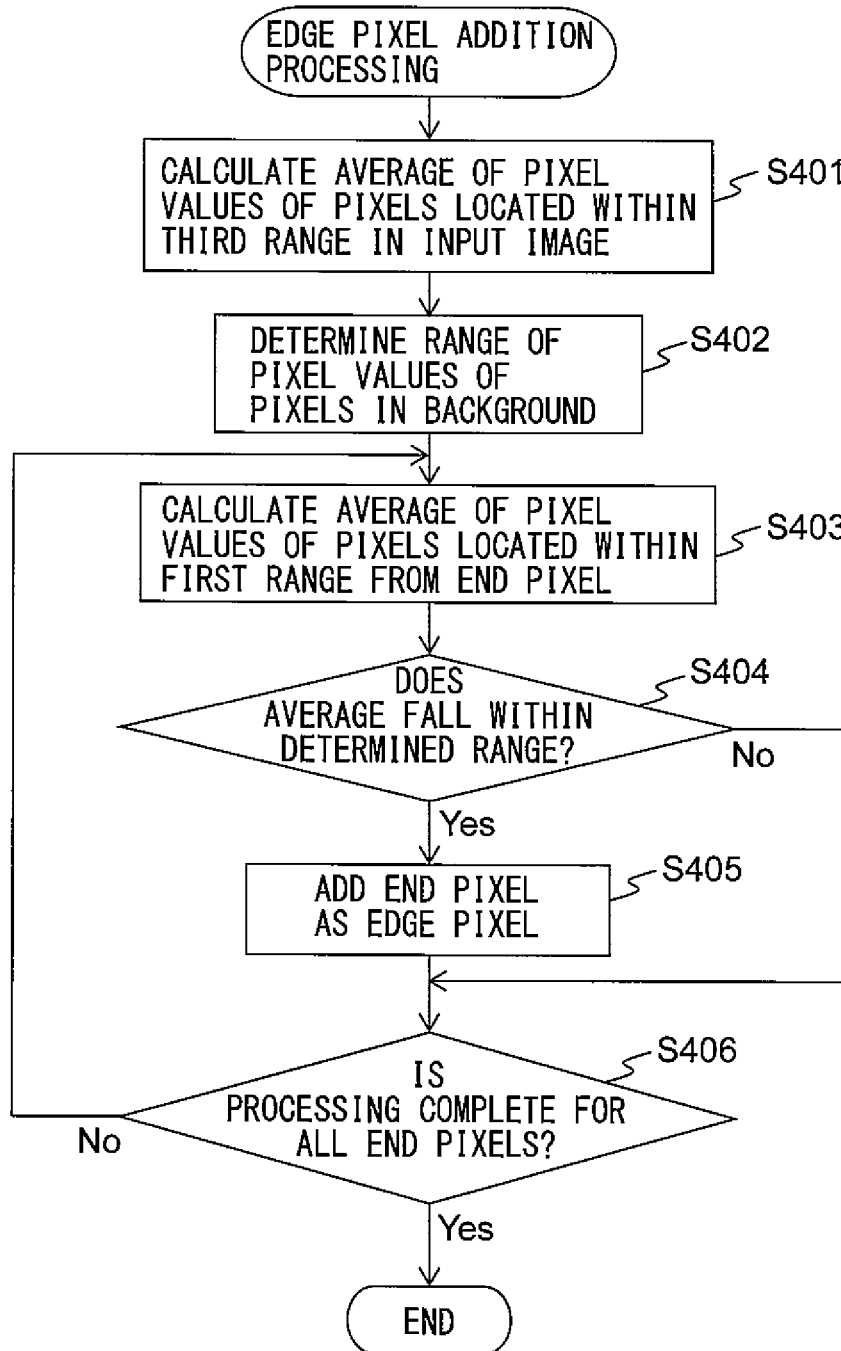 EDGE PIXEL ADDITION
PROCESSING
CALCULATE AVERAGE OF PIXEL
VALUES OF PIXELS LOCATED WITHIN
THIRD RANGE IN INPUT IMAGE
S401
DETERMINE RANGE OF
PIXEL VALUES OF
PIXELS IN BACKGROUND
S402
CALCULATE AVERAGE OF PIXEL
VALUES OF PIXELS LOCATED WITHIN
FIRST RANGE FROM END PIXEL
S403
DOES
AVERAGE FALL WITHIN
DETERMINED RANGE?
S404
No
Yes
ADD END PIXEL
AS EDGE PIXEL
S405
IS
PROCESSING COMPLETE FOR
ALL END PIXELS?
S406
No
Yes
END